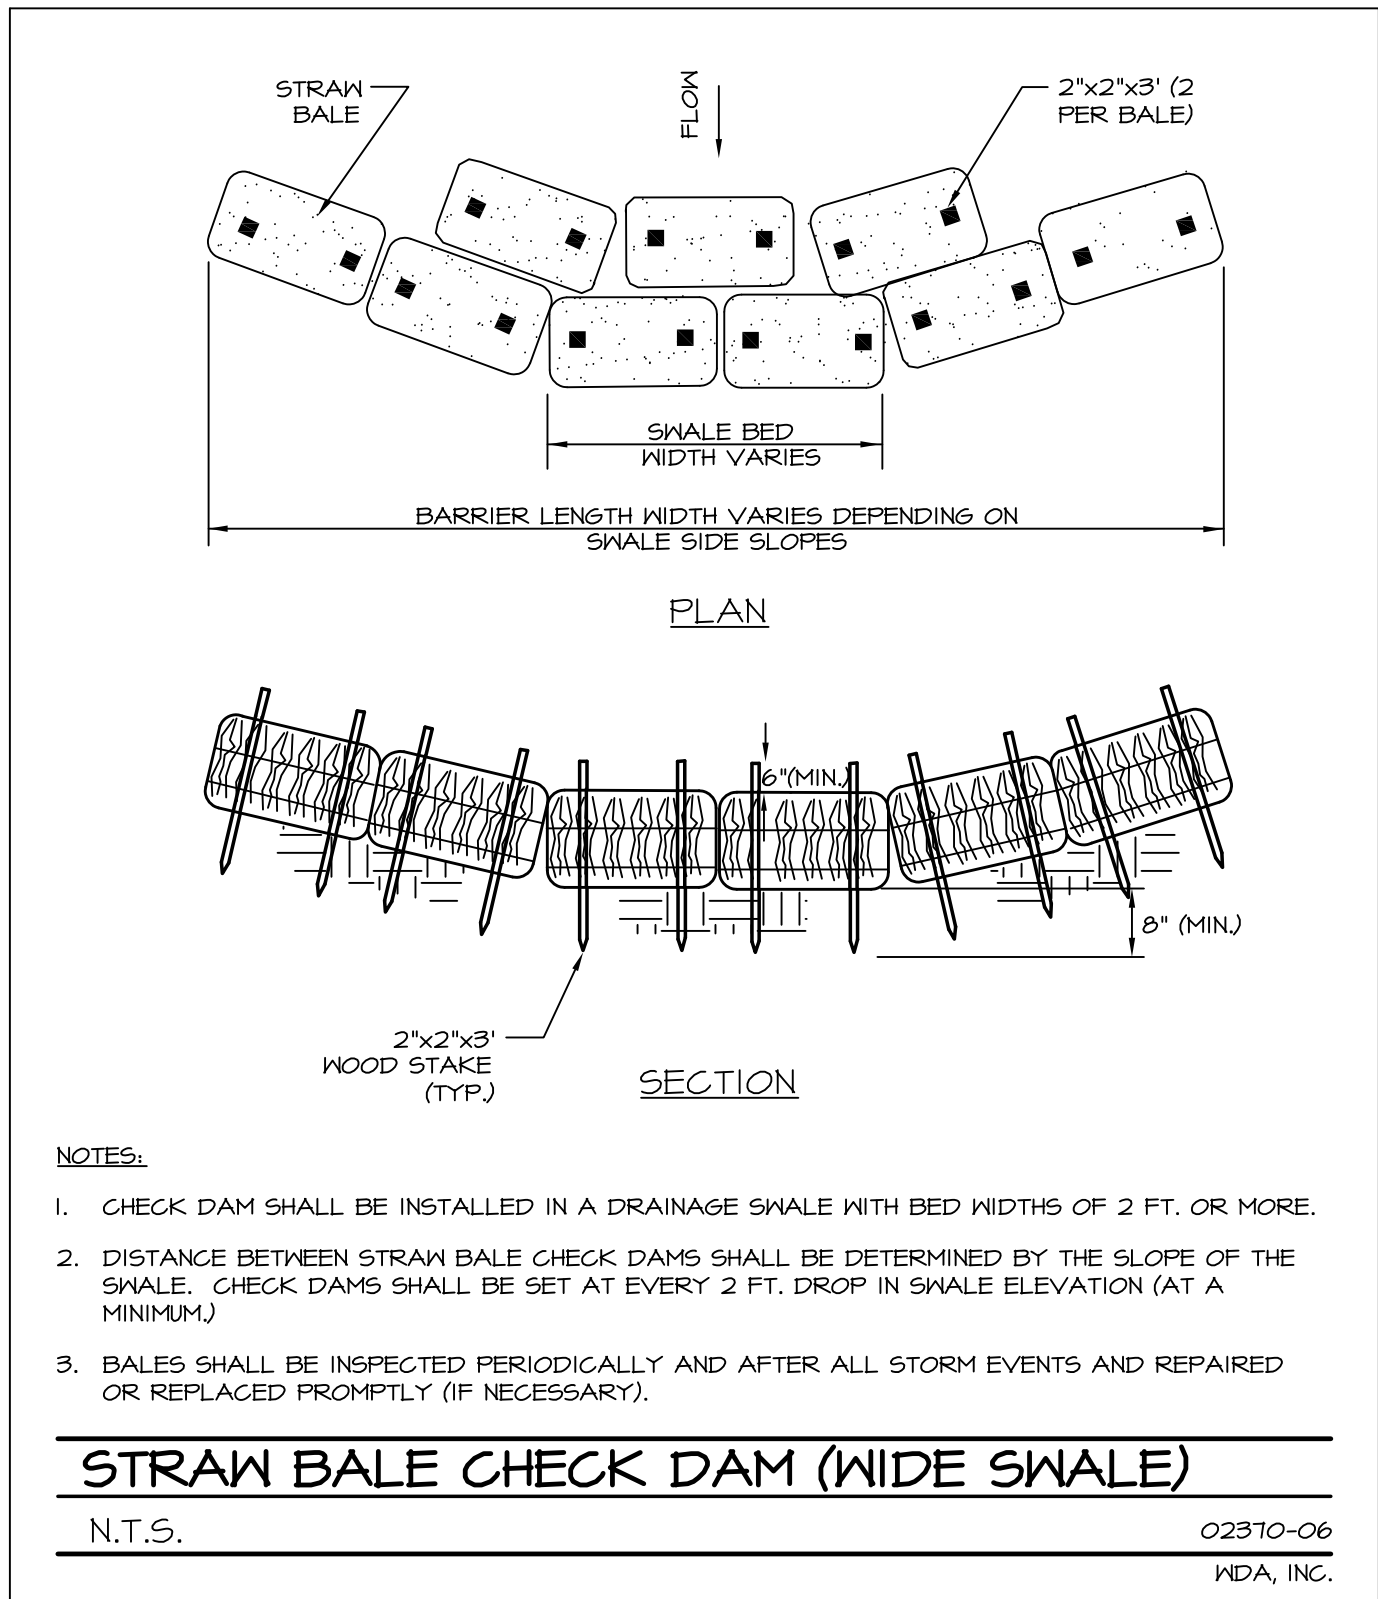 STRAW
BALE
FLOW
2"x2"x3' (2
PER BALE)
SWALE BED
WIDTH VARIES
BARRIER LENGTH WIDTH VARIES DEPENDING ON
SWALE SIDE SLOPES
PLAN
6"(MIN.)
8" (MIN.)
2"x2"x3'
WOOD STAKE
(TYP.)
SECTION
NOTES:
1. CHECK DAM SHALL BE INSTALLED IN A DRAINAGE SWALE WITH BED WIDTHS OF 2 FT. OR MORE.
2. DISTANCE BETWEEN STRAW BALE CHECK DAMS SHALL BE DETERMINED BY THE SLOPE OF THE
SWALE. CHECK DAMS SHALL BE SET AT EVERY 2 FT. DROP IN SWALE ELEVATION (AT A
MINIMUM.)
3. BALES SHALL BE INSPECTED PERIODICALLY AND AFTER ALL STORM EVENTS AND REPAIRED
OR REPLACED PROMPTLY (IF NECESSARY).
STRAW BALE CHECK DAM (WIDE SWALE)
N.T.S.
02370-06
WDA, INC.